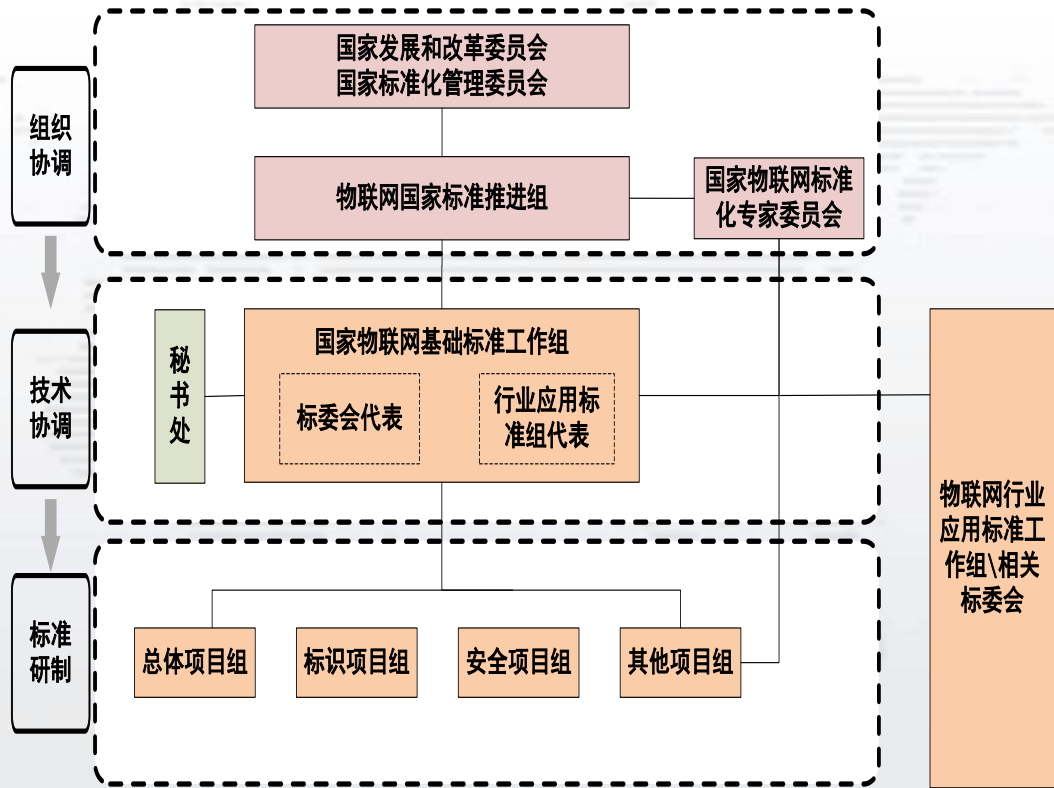 组织
协调
国家发展和改革委员会
国家标准化管理委员会
物联网国家标准推进组
国家物联网标准
化专家委员会
技术
协调
秘
书
处
国家物联网基础标准工作组
标委会代表
行业应用标
准组代表
物联网行业
应用标准工
作组\相关
标委会
标准
研制
总体项目组
标识项目组
安全项目组
其他项目组